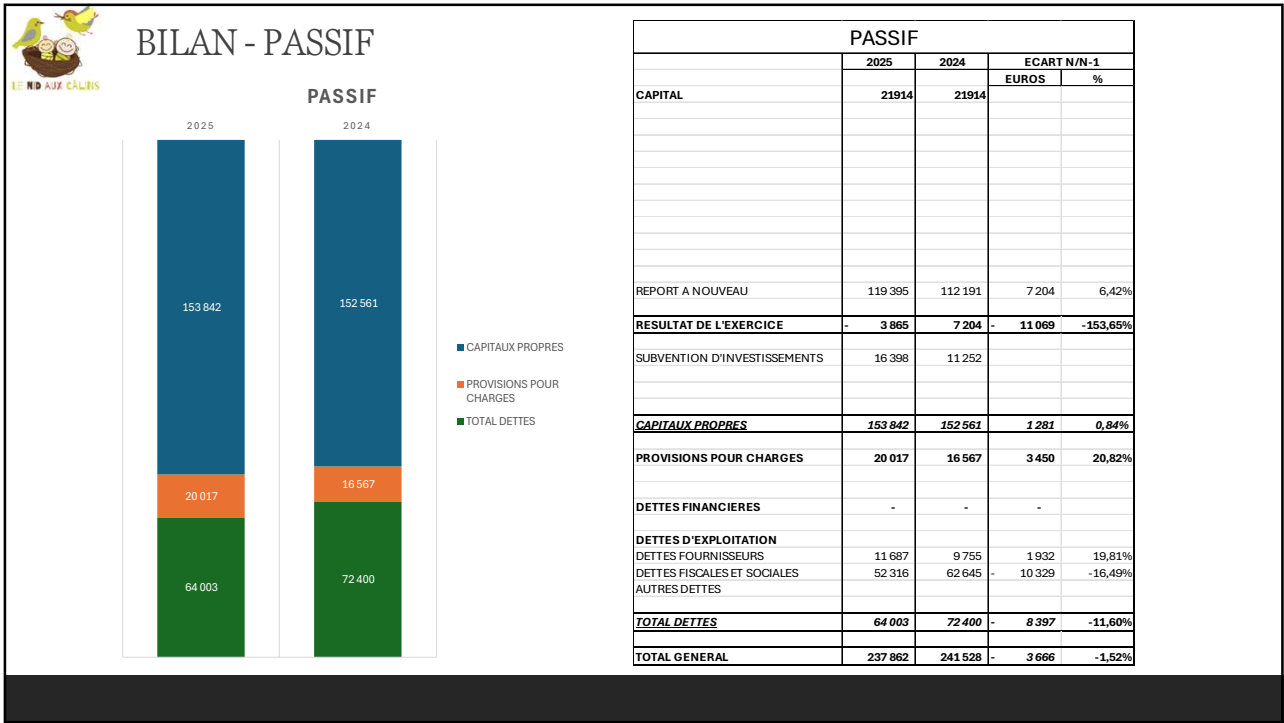 LE NID AUX CÂLINS
BILAN - PASSIF
PASSIF
2025 2024
153 842 152 561
20 017 16 567
64 003 72 400
CAPITAUX PROPRES
PROVISIONS POUR
CHARGES
TOTAL DETTES
PASSIF
2025 2024 ECART N/N-1
EUROS %
CAPITAL 21914 21914
REPORT A NOUVEAU 119 395 112 191 7 204 6,42%
RESULTAT DE L'EXERCICE - 3 865 7 204 - 11 069 -153,65%
SUBVENTION D'INVESTISSEMENTS 16 398 11 252
CAPITAUX PROPRES 153 842 152 561 1 281 0,84%
PROVISIONS POUR CHARGES 20 017 16 567 3 450 20,82%
DETTES FINANCIERES - - -
DETTES D'EXPLOITATION
DETTES FOURNISSEURS 11 687 9 755 1 932 19,81%
DETTES FISCALES ET SOCIALES 52 316 62 645 - 10 329 -16,49%
AUTRES DETTES
TOTAL DETTES 64 003 72 400 - 8 397 -11,60%
TOTAL GENERAL 237 862 241 528 - 3 666 -1,52%